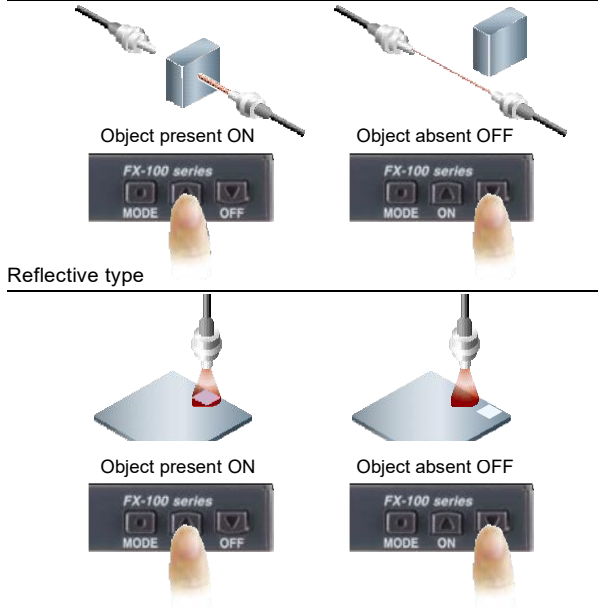 Object present ON
Object absent OFF
FX-100 series
MODE
OFF
FX-100 series
MODE
ON
Reflective type
Object present ON
Object absent OFF
FX-100 series
MODE
OFF
FX-100 series
MODE
ON